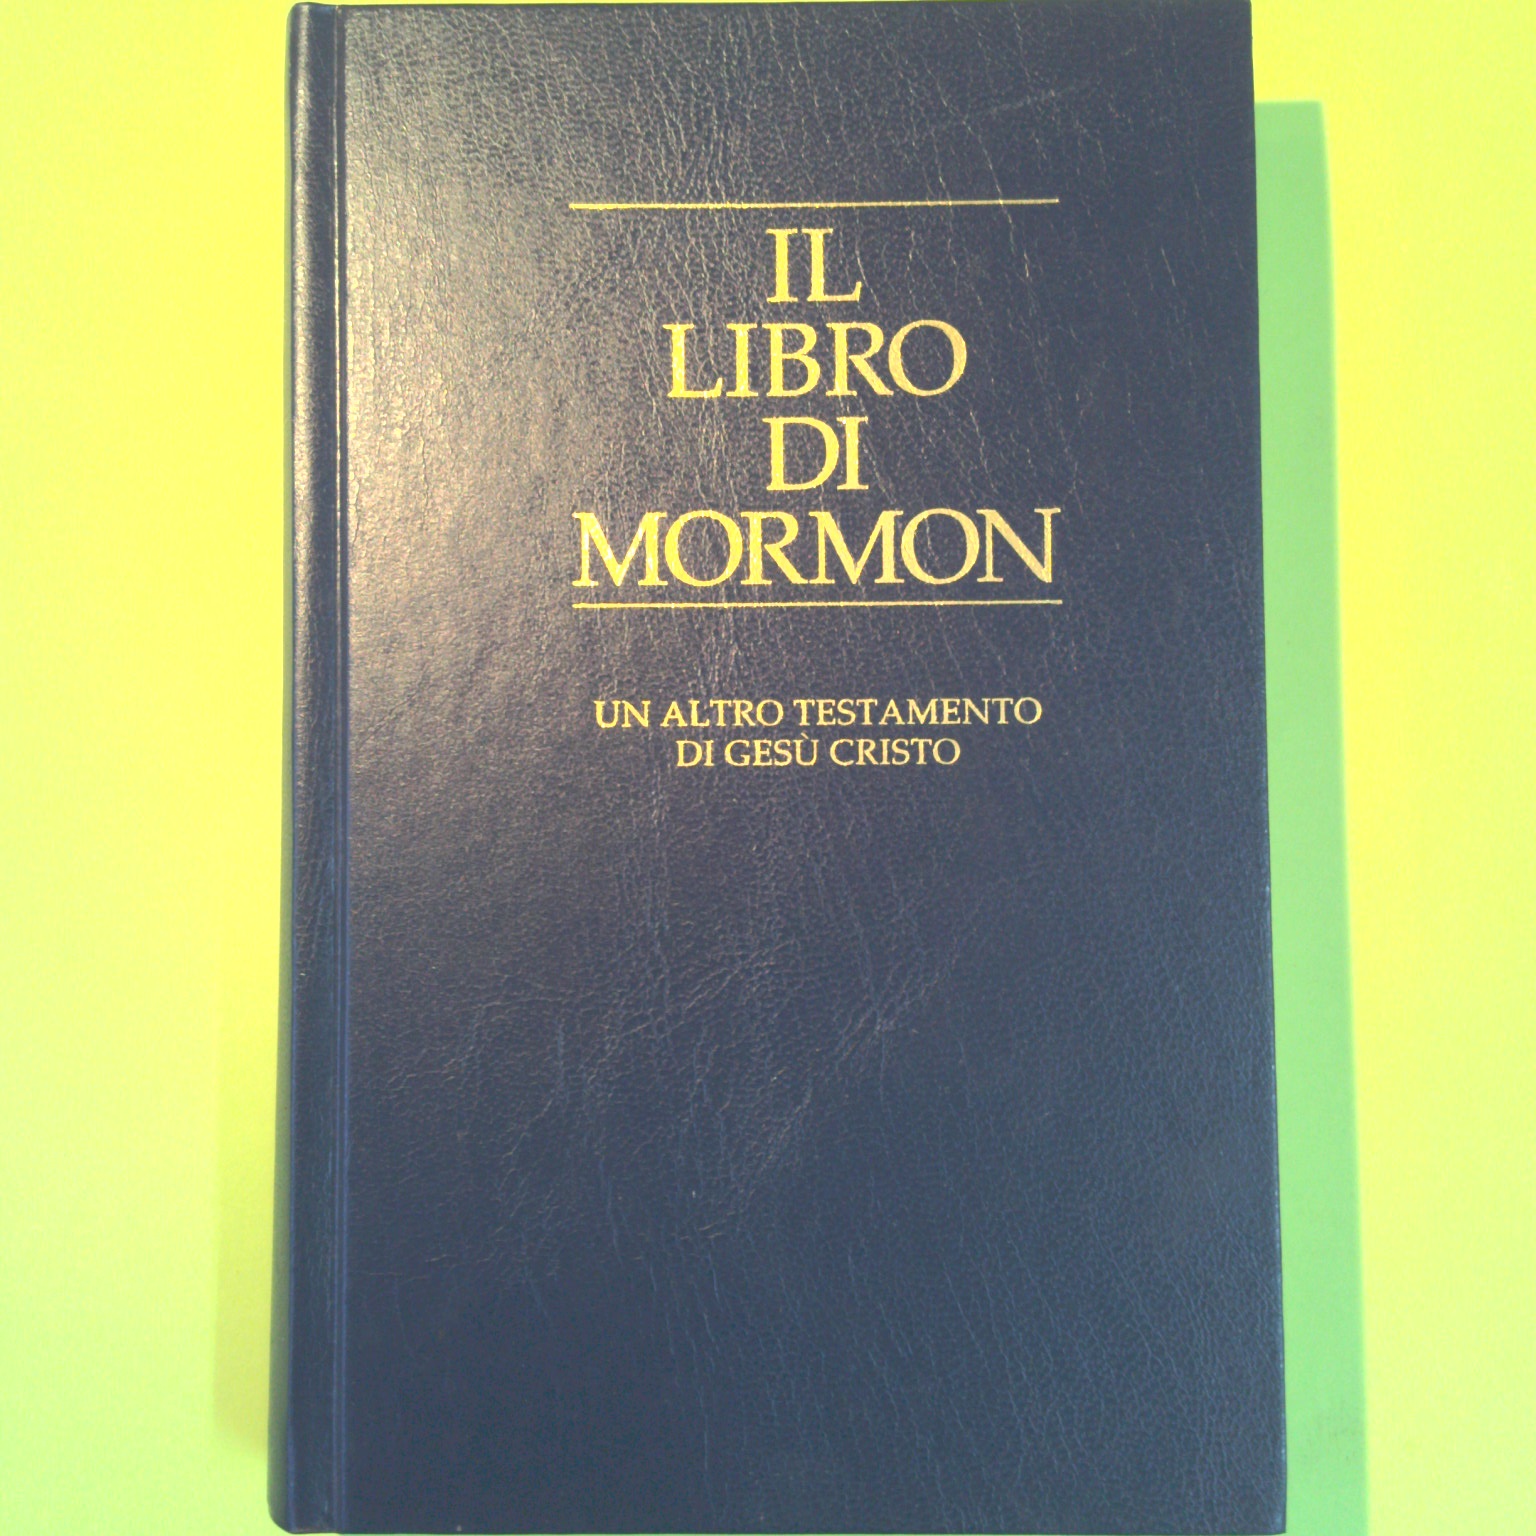 IL
LIBRO
DI
MORMON
UN ALTRO TESTAMENTO
DI GESÙ CRISTO